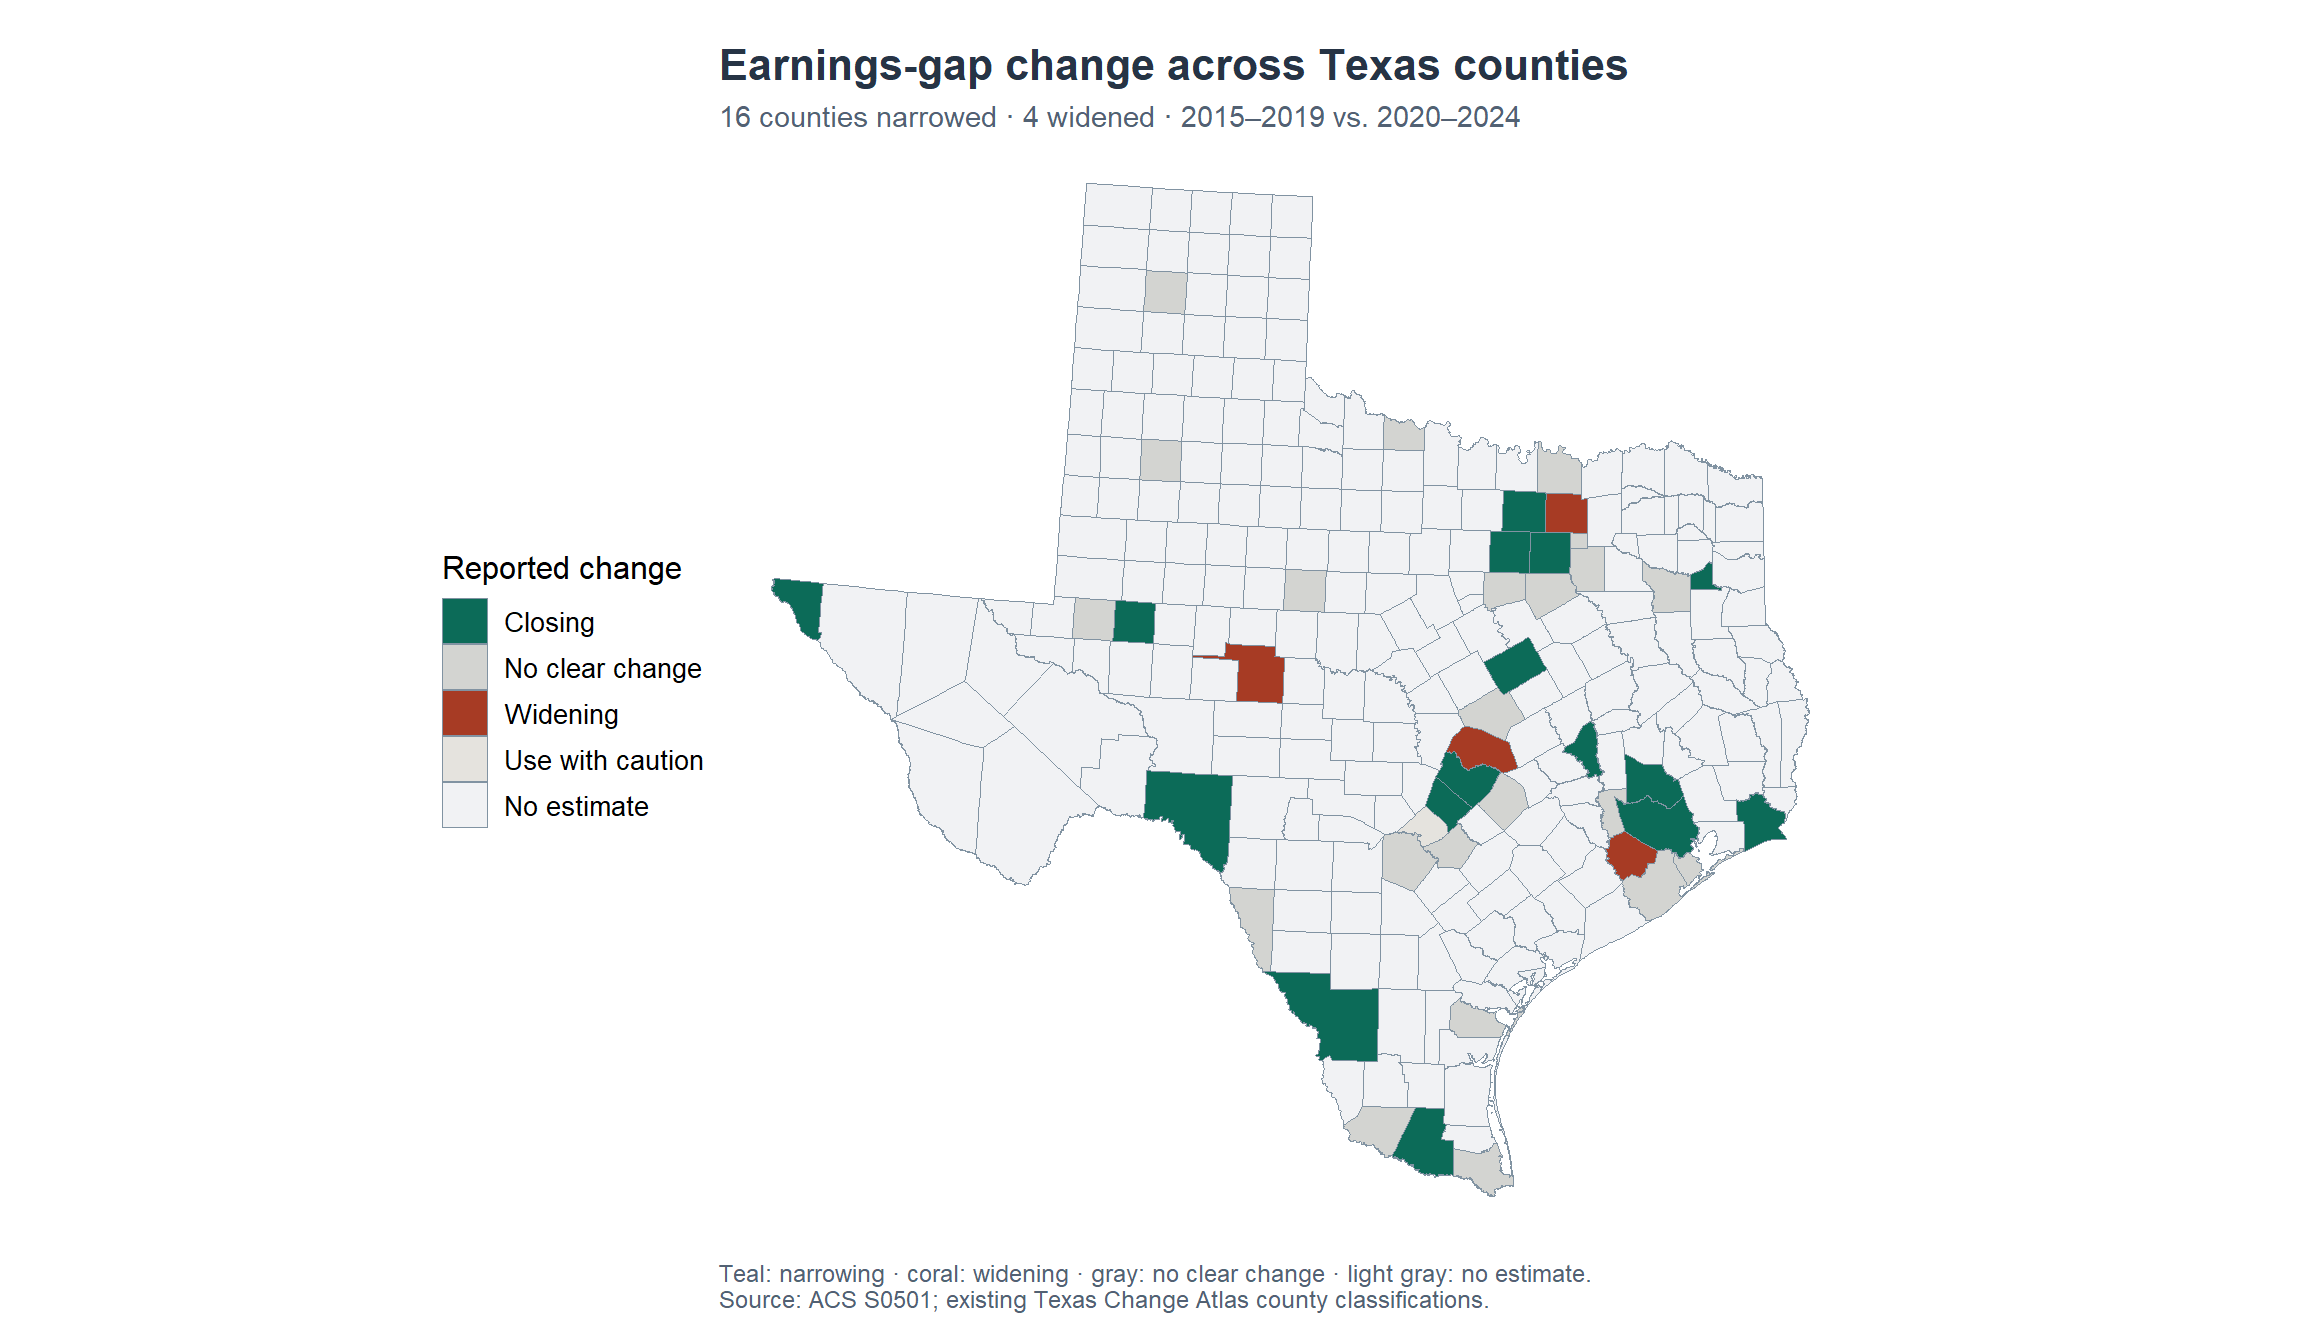 Earnings-gap change across Texas counties
16 counties narrowed · 4 widened · 2015–2019 vs. 2020–2024
Reported change
Closing
No clear change
Widening
Use with caution
No estimate
Teal: narrowing · coral: widening · gray: no clear change · light gray: no estimate.
Source: ACS S0501; existing Texas Change Atlas county classifications.